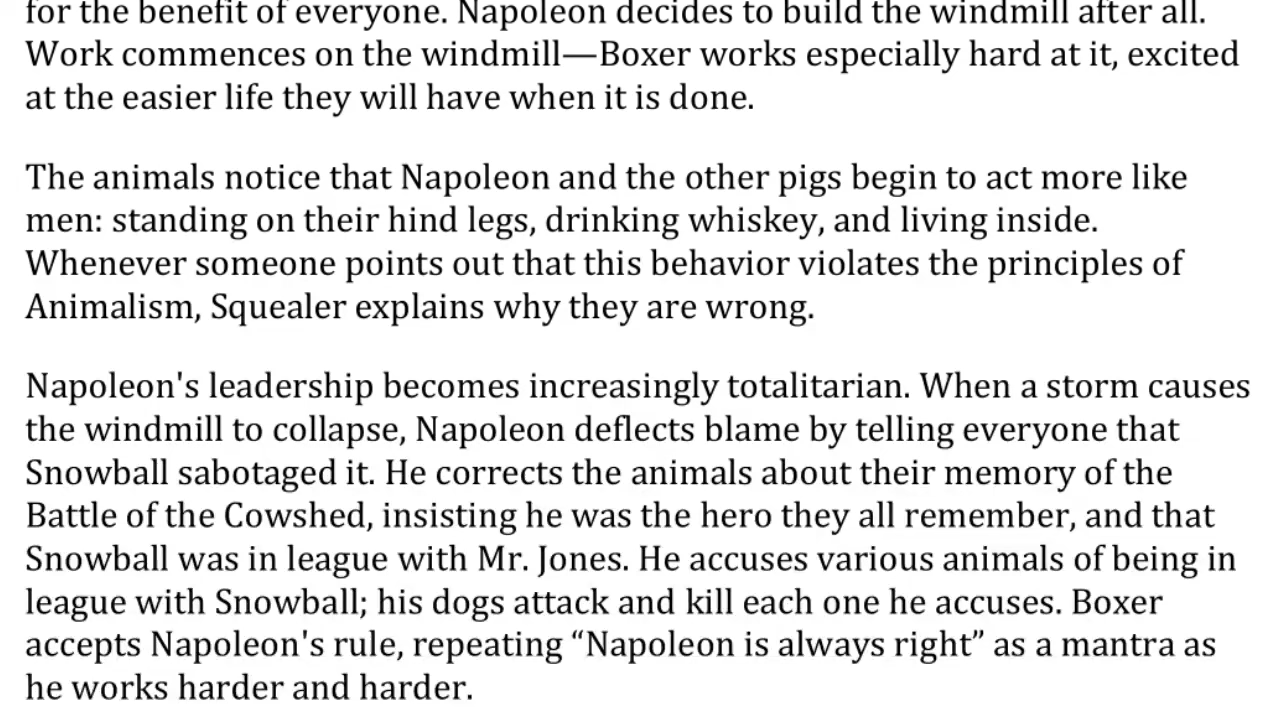 for the benefit of everyone. Napoleon decides to build the windmill after all.
Work commences on the windmill—Boxer works especially hard at it, excited
at the easier life they will have when it is done.
The animals notice that Napoleon and the other pigs begin to act more like
men: standing on their hind legs, drinking whiskey, and living inside.
Whenever someone points out that this behavior violates the principles of
Animalism, Squealer explains why they are wrong.
Napoleon's leadership becomes increasingly totalitarian. When a storm causes
the windmill to collapse, Napoleon deflects blame by telling everyone that
Snowball sabotaged it. He corrects the animals about their memory of the
Battle of the Cowshed, insisting he was the hero they all remember, and that
Snowball was in league with Mr. Jones. He accuses various animals of being in
league with Snowball; his dogs attack and kill each one he accuses. Boxer
accepts Napoleon's rule, repeating “Napoleon is always right” as a mantra as
he works harder and harder.